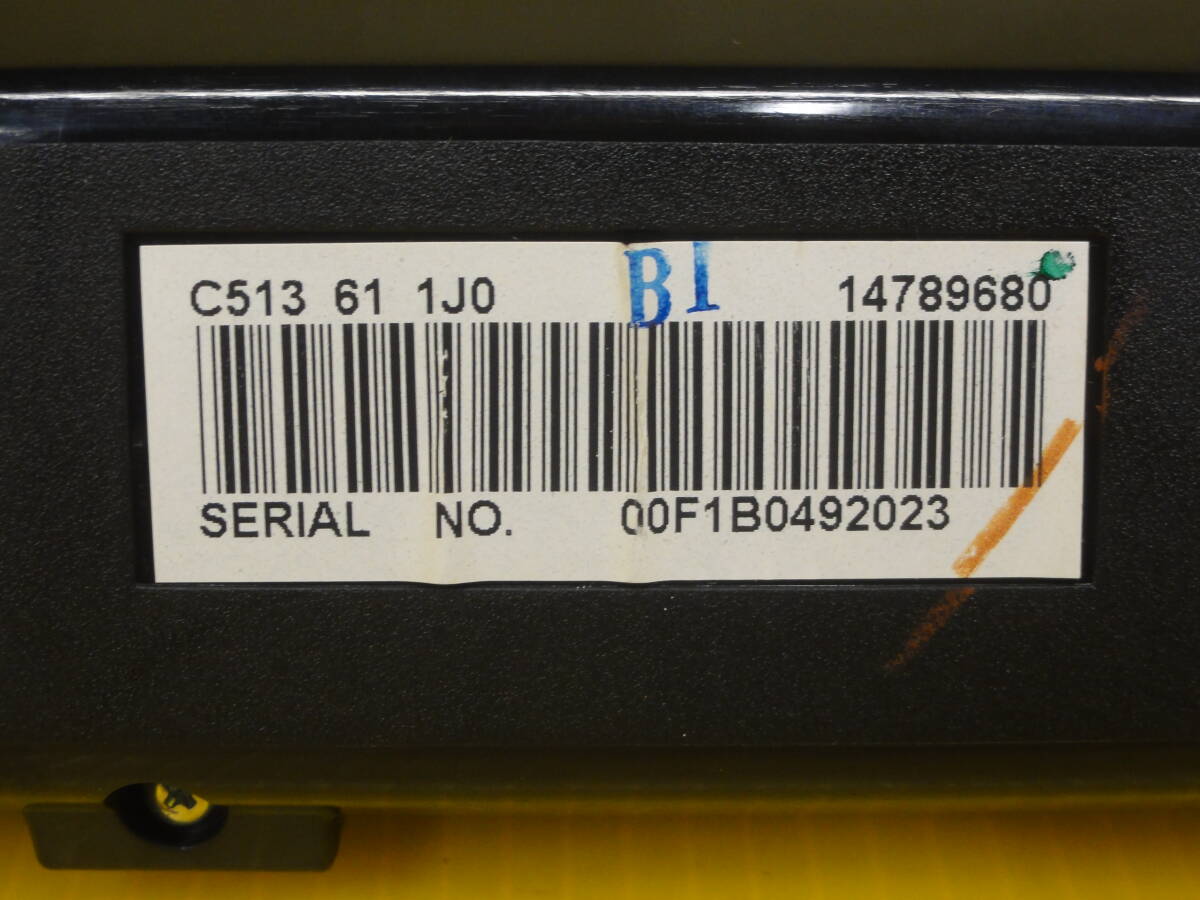 C513 61 1J0 B1 14789680
SERIAL NO. 00F1B0492023